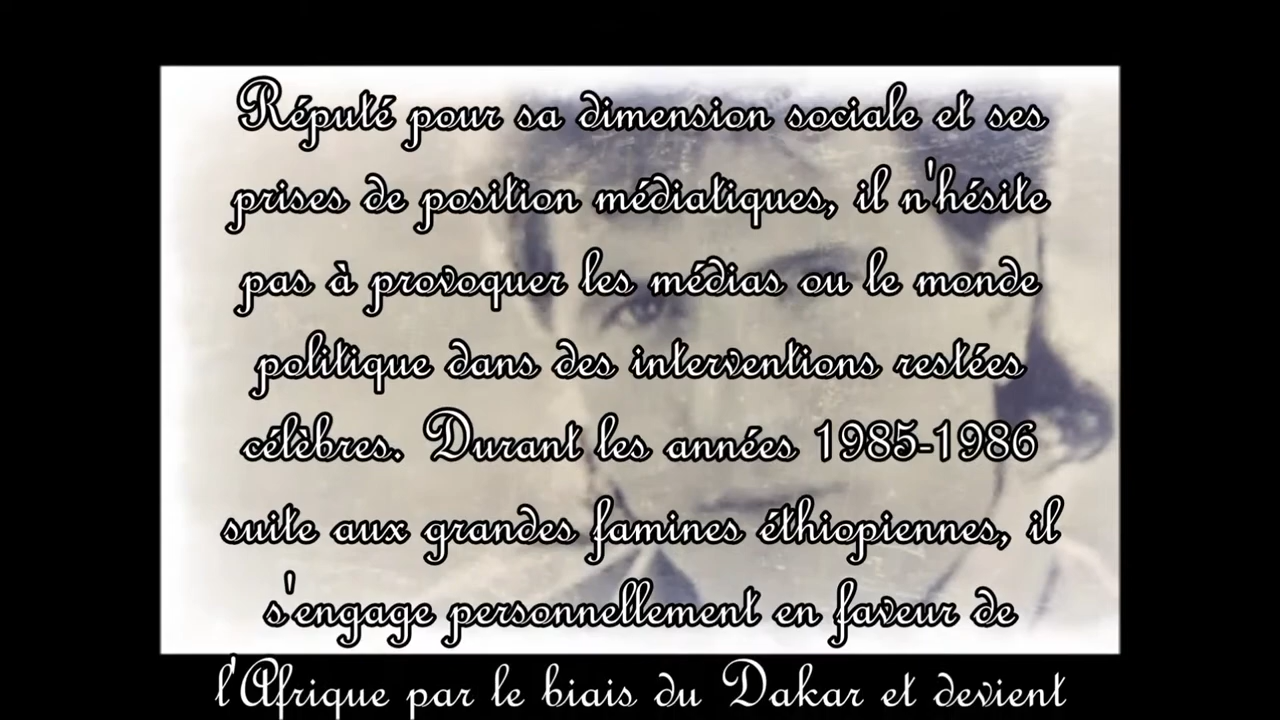 Réputé pour sa dimension sociale et ses
prises de position médiatiques, il n'hésite
pas à provoquer les médias ou le monde
politique dans des interventions restées
célèbres. Durant les années 1985-1986
suite aux grandes famines éthiopiennes, il
s'engage personnellement en faveur de
l'Afrique par le biais du Dakar et devient